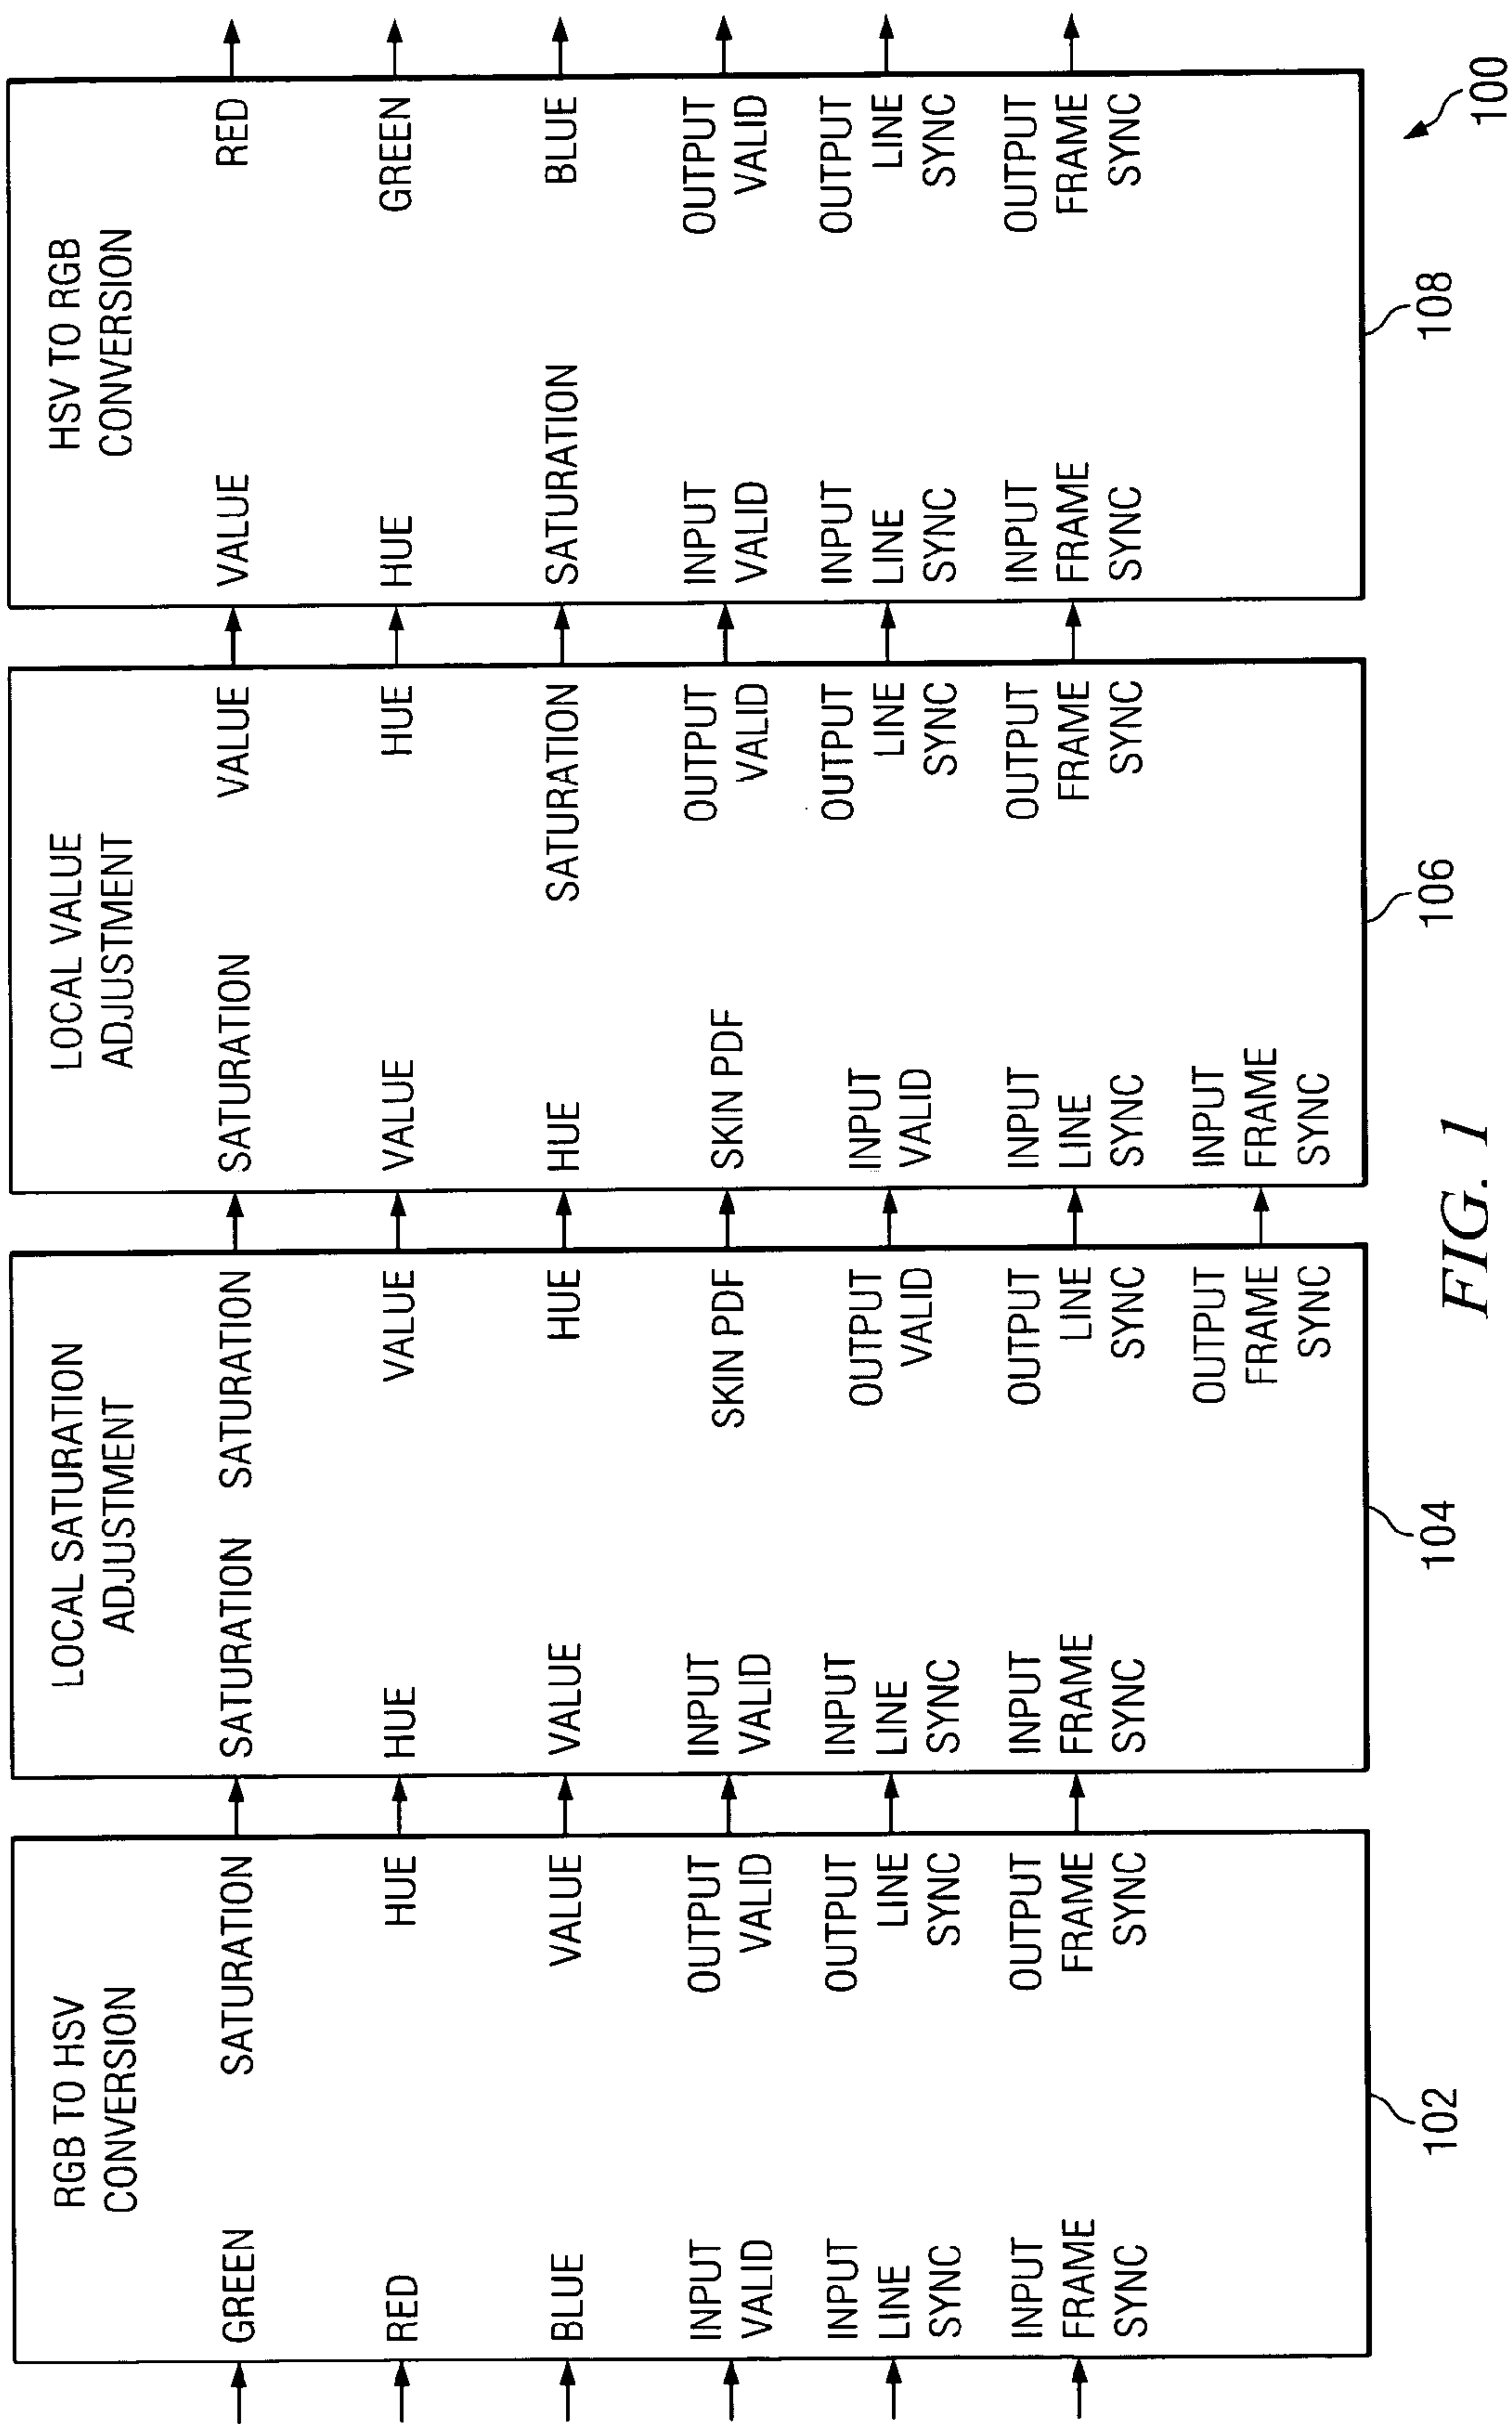 RGB TO HSV
CONVERSION
GREEN
SATURATION
RED
HUE
BLUE
VALUE
INPUT
VALID
OUTPUT
VALID
INPUT
LINE
SYNC
OUTPUT
LINE
SYNC
INPUT
FRAME
SYNC
OUTPUT
FRAME
SYNC
102
LOCAL SATURATION
ADJUSTMENT
SATURATION
SATURATION
HUE
VALUE
VALUE
HUE
INPUT
VALID
SKIN PDF
INPUT
LINE
SYNC
OUTPUT
VALID
INPUT
FRAME
SYNC
OUTPUT
LINE
SYNC
OUTPUT
FRAME
SYNC
104
LOCAL VALUE
ADJUSTMENT
SATURATION
VALUE
VALUE
HUE
HUE
SATURATION
SKIN PDF
OUTPUT
VALID
INPUT
VALID
OUTPUT
LINE
SYNC
INPUT
LINE
SYNC
OUTPUT
FRAME
SYNC
INPUT
FRAME
SYNC
106
HSV TO RGB
CONVERSION
VALUE
RED
HUE
GREEN
SATURATION
BLUE
INPUT
VALID
OUTPUT
VALID
INPUT
LINE
SYNC
OUTPUT
LINE
SYNC
INPUT
FRAME
SYNC
OUTPUT
FRAME
SYNC
108
100
FIG. 1